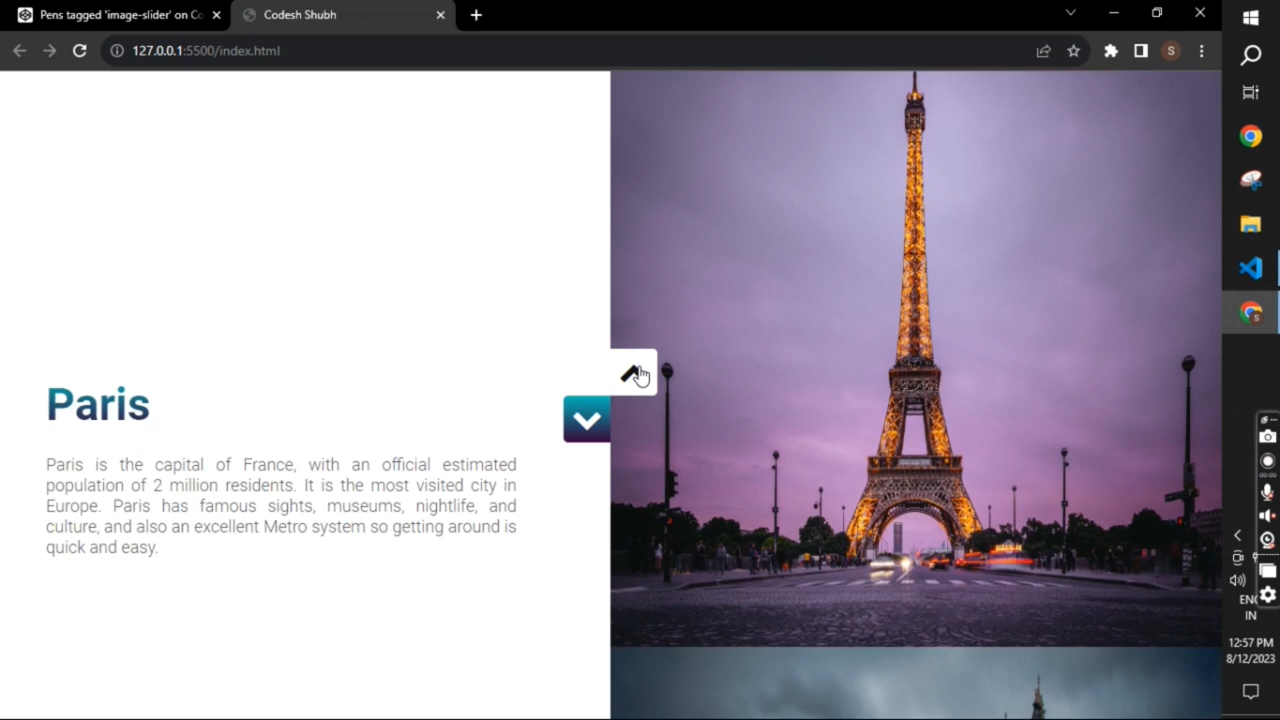 Pens tagged 'image-slider' on Co
Codesh Shubh
127.0.0.1:5500/index.html
S
Paris
Paris is the capital of France, with an official estimated
population of 2 million residents. It is the most visited city in
Europe. Paris has famous sights, museums, nightlife, and
culture, and also an excellent Metro system so getting around is
quick and easy.
S
00:00
ENG
IN
12:57 PM
8/12/2023